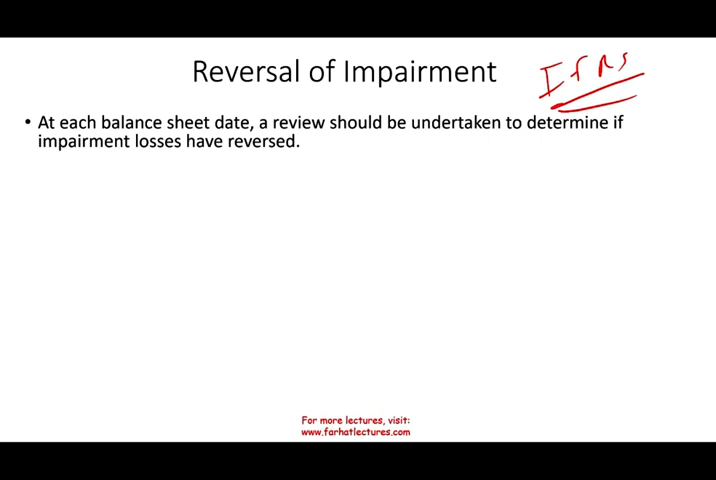 Reversal of Impairment
IFRS
• At each balance sheet date, a review should be undertaken to determine if
impairment losses have reversed.
For more lectures, visit:
www.farhatlectures.com